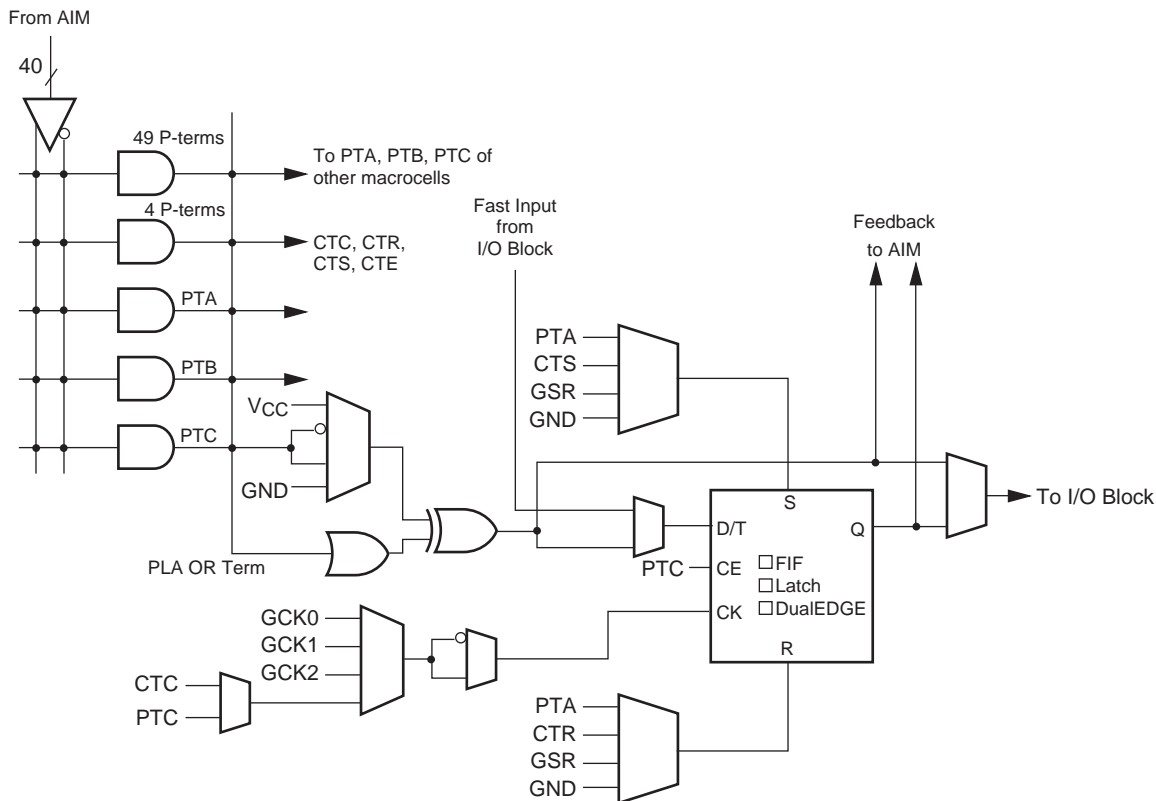 From AIM
40
49 P-terms
To PTA, PTB, PTC of
other macrocells
4 P-terms
CTC, CTR,
CTS, CTE
Fast Input
from
I/O Block
Feedback
to AIM
PTA
PTB
PTC
VCC
GND
PTA
CTS
GSR
GND
PLA OR Term
To I/O Block
S
D/T
Q
PTC
CE
FIF
Latch
DualEDGE
CK
R
GCK0
GCK1
GCK2
CTC
PTC
PTA
CTR
GSR
GND